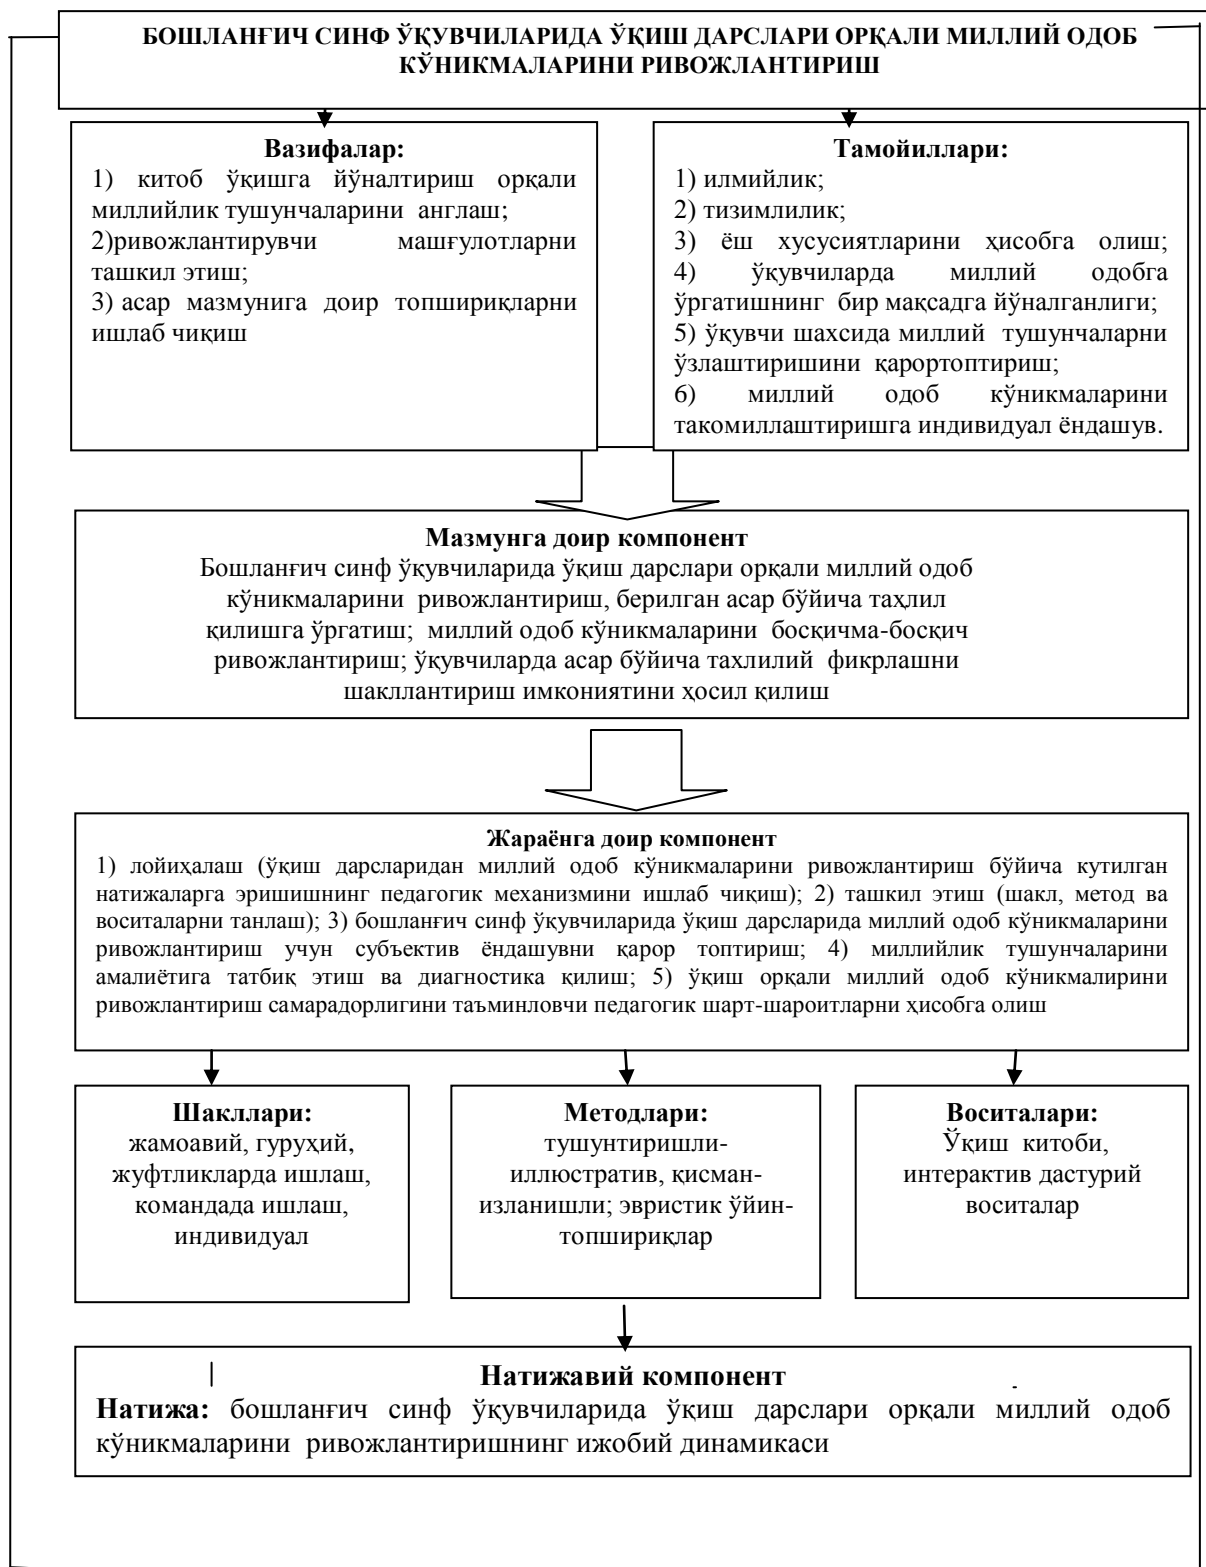 БОШЛАНҒИЧ СИНФ ЎҚУВЧИЛАРИДА ЎҚИШ ДАРСЛАРИ ОРҚАЛИ МИЛЛИЙ ОДОБ
КЎНИКМАЛАРИНИ РИВОЖЛАНТИРИШ
Вазифалар:
1) китоб ўқишга йўналтириш орқали
миллийлик тушунчаларини англаш;
2)ривожлантирувчи машғулотларни
ташкил этиш;
3) асар мазмунига доир топшириқларни
ишлаб чиқиш
Тамойиллари:
1) илмийлик;
2) тизимлилик;
3) ёш хусусиятларини ҳисобга олиш;
4) ўқувчиларда миллий одобга
ўргатишнинг бир мақсадга йўналганлиги;
5) ўқувчи шахсида миллий тушунчаларни
ўзлаштиришини қарортоптириш;
6) миллий одоб кўникмаларини
такомиллаштиришга индивидуал ёндашув.
Мазмунга доир компонент
Бошланғич синф ўқувчиларида ўқиш дарслари орқали миллий одоб
кўникмаларини ривожлантириш, берилган асар бўйича таҳлил
қилишга ўргатиш; миллий одоб кўникмаларини босқичма-босқич
ривожлантириш; ўқувчиларда асар бўйича тахлилий фикрлашни
шакллантириш имкониятини ҳосил қилиш
Жараёнга доир компонент
1) лойиҳалаш (ўқиш дарсларидан миллий одоб кўникмаларини ривожлантириш бўйича кутилган
натижаларга эришишнинг педагогик механизмини ишлаб чиқиш); 2) ташкил этиш (шакл, метод ва
воситаларни танлаш); 3) бошланғич синф ўқувчиларида ўқиш дарсларида миллий одоб кўникмаларини
ривожлантириш учун субъектив ёндашувни қарор топтириш; 4) миллийлик тушунчаларини
амалиётига татбиқ этиш ва диагностика қилиш; 5) ўқиш орқали миллий одоб кўникмалирини
ривожлантириш самарадорлигини таъминловчи педагогик шарт-шароитларни ҳисобга олиш
Шакллари:
жамоавий, гуруҳий,
жуфтликларда ишлаш,
командада ишлаш,
индивидуал
Методлари:
тушунтиришли-
иллюстратив, қисман-
изланишли; эвристик ўйин-
топшириқлар
Воситалари:
Ўқиш китоби,
интерактив дастурий
воситалар
Натижавий компонент
Натижа: бошланғич синф ўқувчиларида ўқиш дарслари орқали миллий одоб
кўникмаларини ривожлантиришнинг ижобий динамикаси